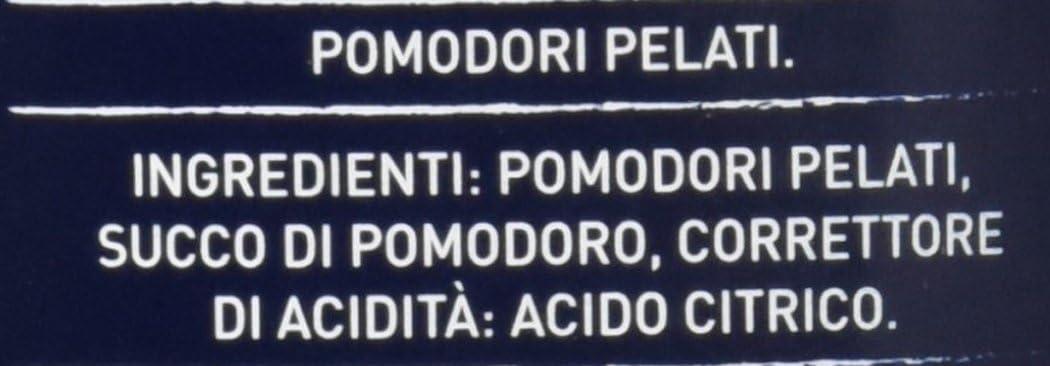 POMODORI PELATI.
INGREDIENTI: POMODORI PELATI,
SUCCO DI POMODORO, CORRETTORE
DI ACIDITÀ: ACIDO CITRICO.